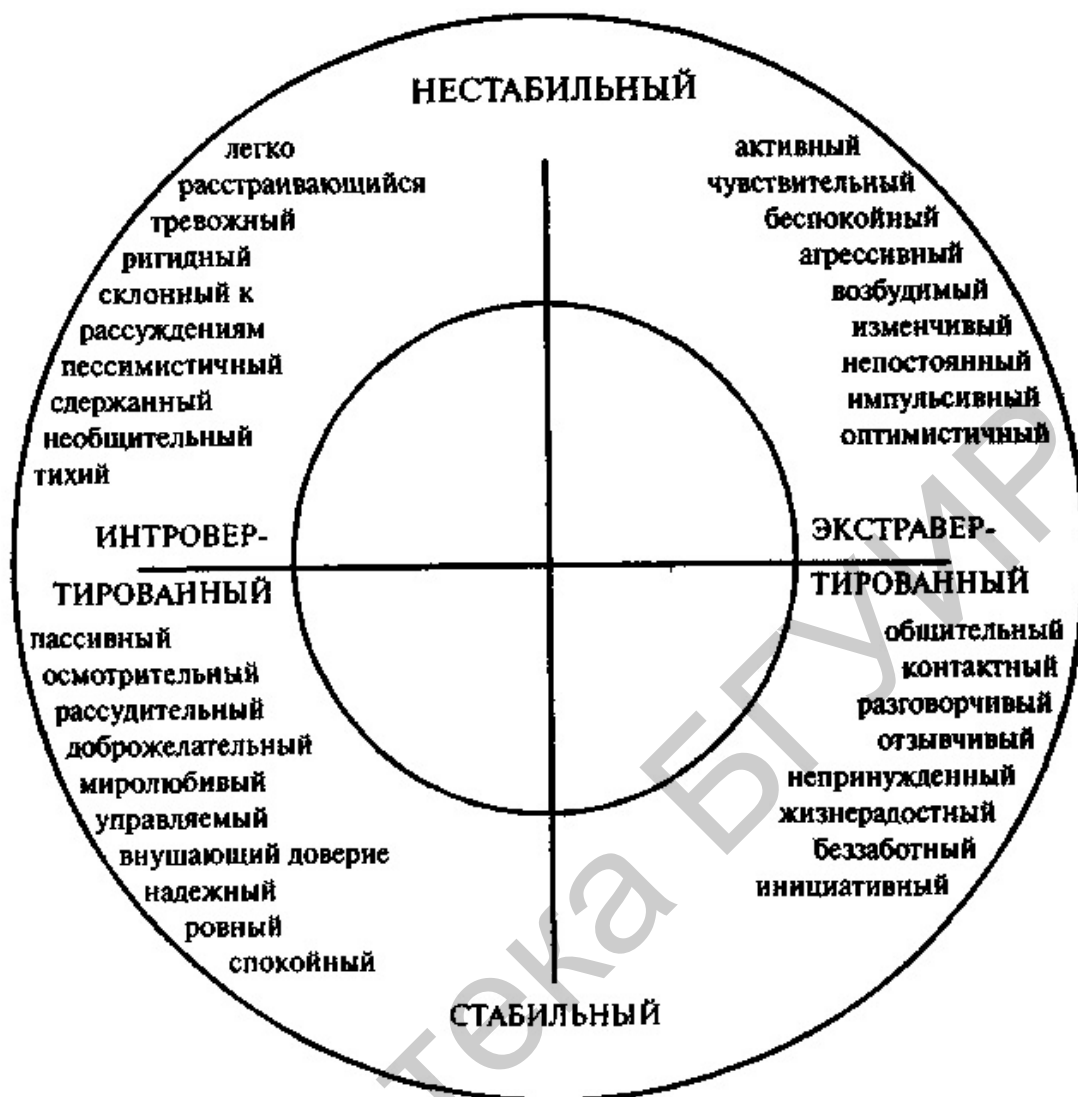 НЕСТАБИЛЬНЫЙ
легко
расстраивающийся
тревожный
ригидный
склонный к
рассуждениям
пессимистичный
сдержанный
необщительный
тихий
активный
чувствительный
беспокойный
агрессивный
возбудимый
изменчивый
непостоянный
импульсивный
оптимистичный
ИНТРОВЕР-
ТИРОВАННЫЙ
ЭКСТРАВЕР-
ТИРОВАННЫЙ
пассивный
осмотрительный
рассудительный
доброжелательный
миролюбивый
управляемый
внушающий доверие
надежный
ровный
спокойный
общительный
контактный
разговорчивый
отзывчивый
непринужденный
жизнерадостный
беззаботный
инициативный
СТАБИЛЬНЫЙ
тека БГУИР